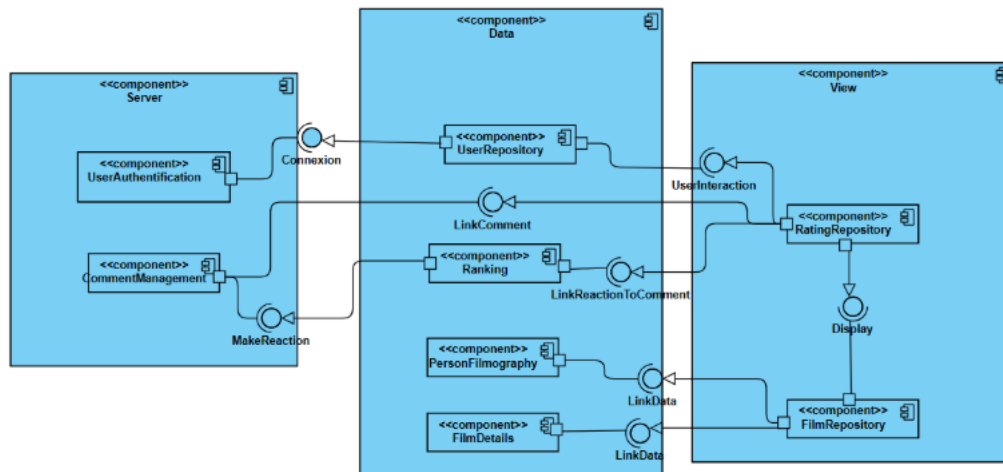 <<component>>
Server
<<component>>
UserAuthentification
<<component>>
CommentManagement
Connexion
MakeReaction
<<component>>
Data
<<component>>
UserRepository
LinkComment
<<component>>
Ranking
LinkReactionToComment
<<component>>
PersonFilmography
LinkData
<<component>>
FilmDetails
LinkData
<<component>>
View
UserInteraction
<<component>>
RatingRepository
Display
<<component>>
FilmRepository